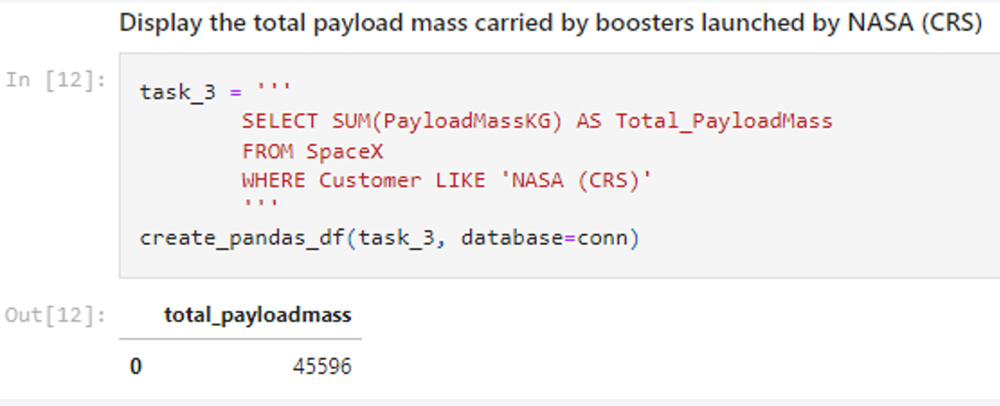 Display the total payload mass carried by boosters launched by NASA (CRS)
In [12]:
task_3 = '''
SELECT SUM(PayloadMassKG) AS Total_PayloadMass
FROM SpaceX
WHERE Customer LIKE 'NASA (CRS)'
'''
create_pandas_df(task_3, database=conn)
Out[12]:
total_payloadmass
0 45596